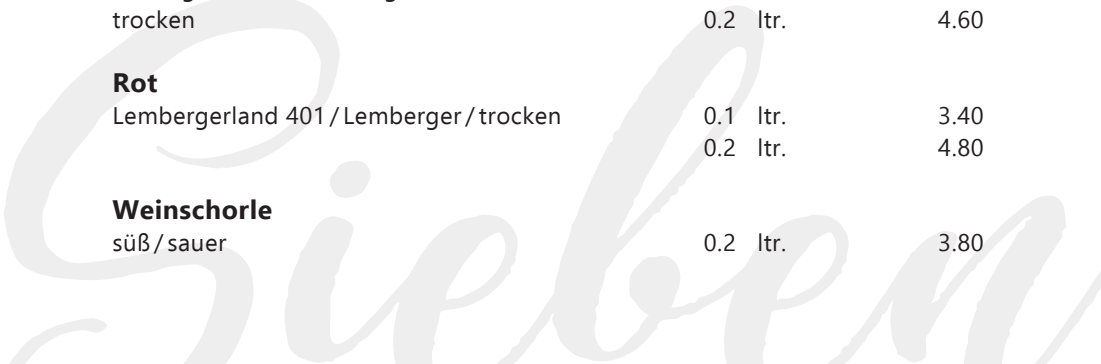 trocken 0.2 ltr. 4.60
Rot
Lembergerland 401 / Lemberger / trocken 0.1 ltr. 3.40
0.2 ltr. 4.80
Weinschorle
süß / sauer 0.2 ltr. 3.80
Sieben